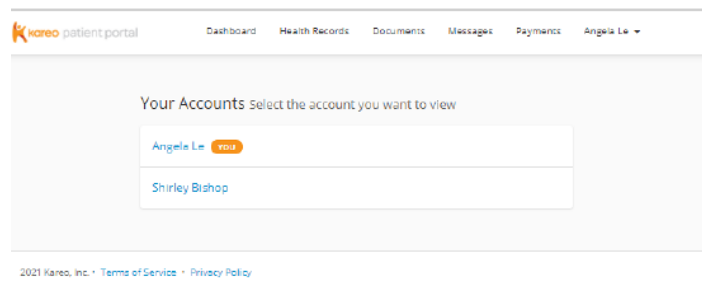 kareo patient portal Dashboard Health Records Documents Messages Payments Angela Le
Your Accounts Select the account you want to view
Angela Le YOU
Shirley Bishop
2021 Kareo, Inc. • Terms of Service • Privacy Policy